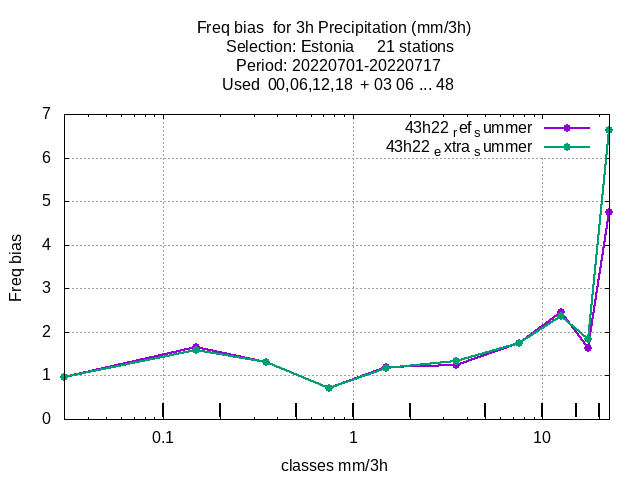 Freq bias  for 3h Precipitation (mm/3h)
Selection: Estonia     21 stations
Period: 20220701-20220717
Used  00,06,12,18  + 03 06 ... 48
43h22 ref summer
43h22 extra summer
7
6
5
4
3
2
1
0
Freq bias
0.1 1 10
classes mm/3h